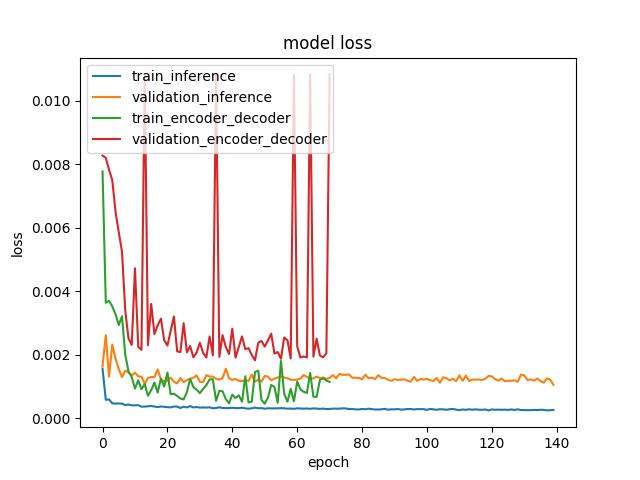 model loss
train_inference
validation_inference
train_encoder_decoder
validation_encoder_decoder
loss
0.010
0.008
0.006
0.004
0.002
0.000
0 20 40 60 80 100 120 140
epoch